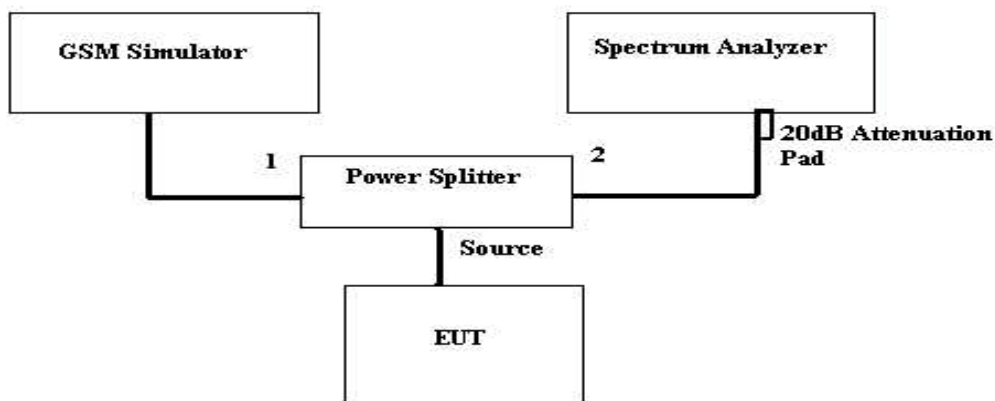 GSM Simulator
Spectrum Analyzer
20dB Attenuation
Pad
1
2
Power Splitter
Source
EUT